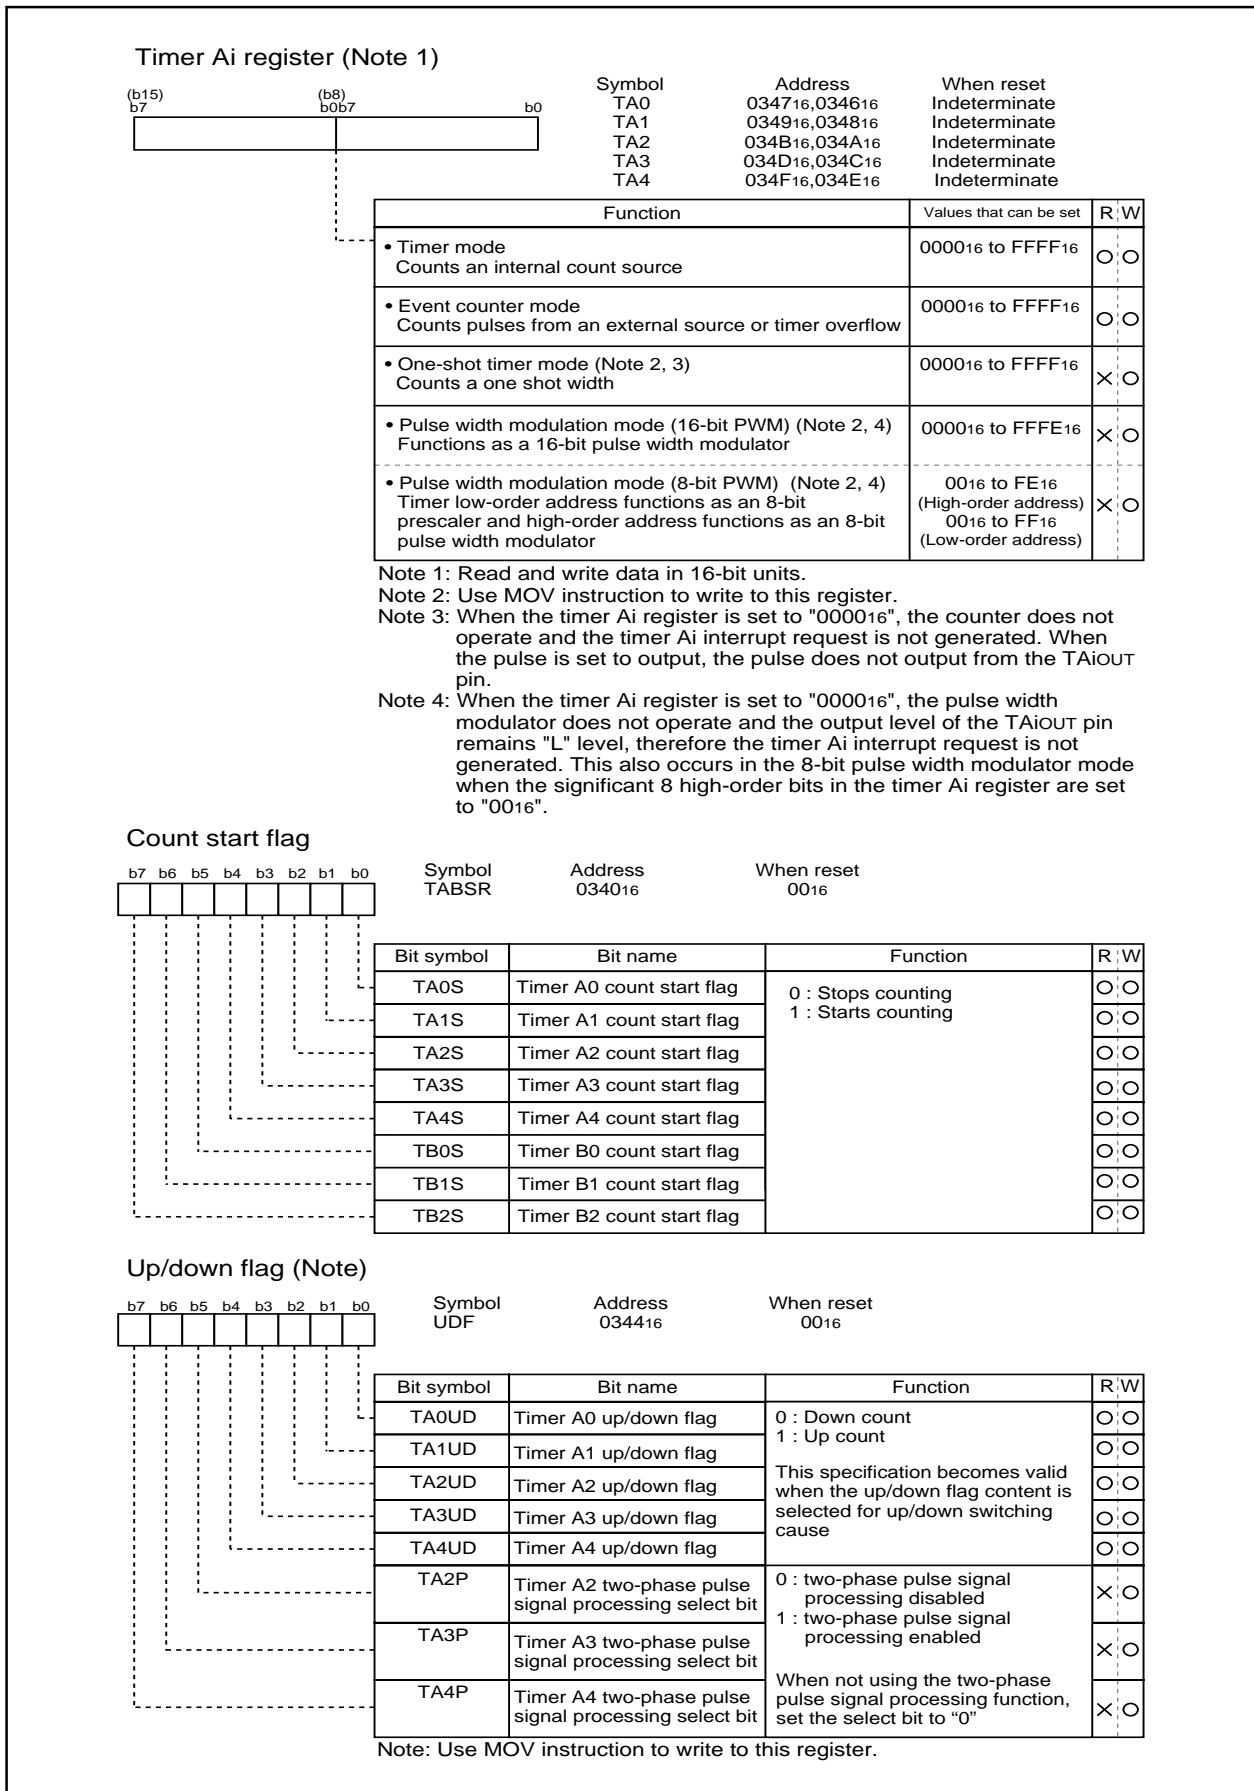 Timer Ai register (Note 1)
(b15) (b8)
b7 b0b7 b0
Symbol Address When reset
TA0 034716,034616 Indeterminate
TA1 034916,034816 Indeterminate
TA2 034B16,034A16 Indeterminate
TA3 034D16,034C16 Indeterminate
TA4 034F16,034E16 Indeterminate
Function Values that can be set R W
• Timer mode 000016 to FFFF16
Counts an internal count source
• Event counter mode 000016 to FFFF16
Counts pulses from an external source or timer overflow
• One-shot timer mode (Note 2, 3) 000016 to FFFF16
Counts a one shot width
• Pulse width modulation mode (16-bit PWM) (Note 2, 4) 000016 to FFFE16
Functions as a 16-bit pulse width modulator
• Pulse width modulation mode (8-bit PWM) (Note 2, 4) 0016 to FE16
Timer low-order address functions as an 8-bit (High-order address)
prescaler and high-order address functions as an 8-bit 0016 to FF16
pulse width modulator (Low-order address)
Note 1: Read and write data in 16-bit units.
Note 2: Use MOV instruction to write to this register.
Note 3: When the timer Ai register is set to "000016", the counter does not
operate and the timer Ai interrupt request is not generated. When
the pulse is set to output, the pulse does not output from the TAiOUT
pin.
Note 4: When the timer Ai register is set to "000016", the pulse width
modulator does not operate and the output level of the TAiOUT pin
remains "L" level, therefore the timer Ai interrupt request is not
generated. This also occurs in the 8-bit pulse width modulator mode
when the significant 8 high-order bits in the timer Ai register are set
to "0016".
Count start flag
b7 b6 b5 b4 b3 b2 b1 b0
Symbol Address When reset
TABSR 034016 0016
Bit symbol Bit name Function R W
TA0S Timer A0 count start flag 0 : Stops counting
TA1S Timer A1 count start flag 1 : Starts counting
TA2S Timer A2 count start flag
TA3S Timer A3 count start flag
TA4S Timer A4 count start flag
TB0S Timer B0 count start flag
TB1S Timer B1 count start flag
TB2S Timer B2 count start flag
Up/down flag (Note)
b7 b6 b5 b4 b3 b2 b1 b0
Symbol Address When reset
UDF 034416 0016
Bit symbol Bit name Function R W
TA0UD Timer A0 up/down flag 0 : Down count
TA1UD Timer A1 up/down flag 1 : Up count
TA2UD Timer A2 up/down flag This specification becomes valid
when the up/down flag content is
TA3UD Timer A3 up/down flag selected for up/down switching
cause
TA4UD Timer A4 up/down flag
TA2P Timer A2 two-phase pulse 0 : two-phase pulse signal
signal processing select bit processing disabled
1 : two-phase pulse signal
TA3P Timer A3 two-phase pulse processing enabled
signal processing select bit
When not using the two-phase
TA4P Timer A4 two-phase pulse pulse signal processing function,
signal processing select bit set the select bit to “0”
Note: Use MOV instruction to write to this register.